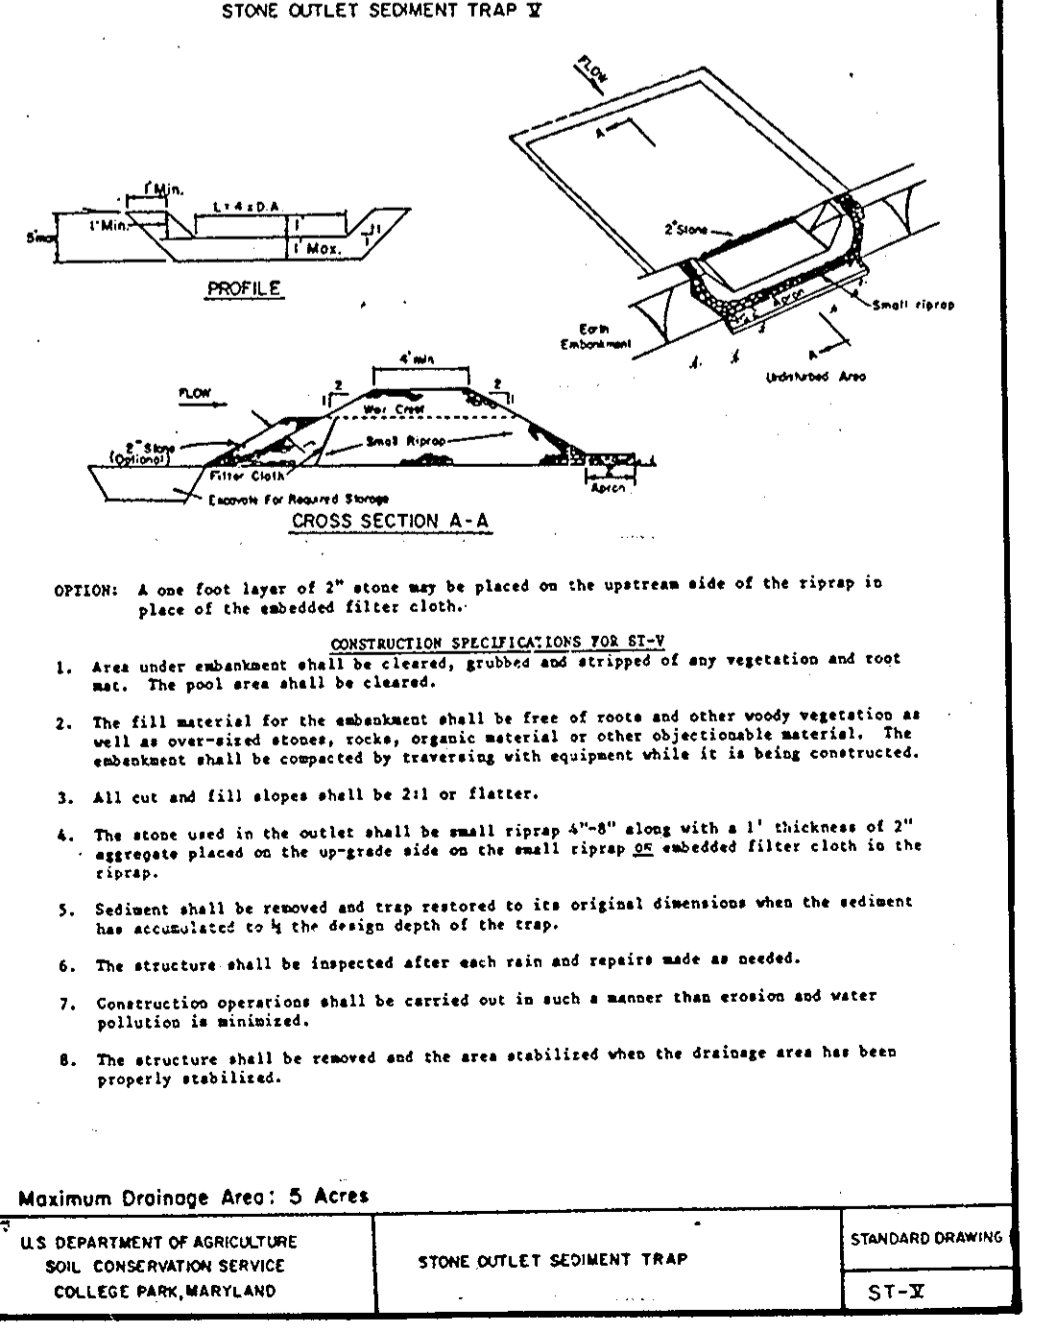 STONE OUTLET SEDIMENT TRAP V
FLOW
A
1' Min.
L = 4 x D.A.
1' Min.
1'
1
1
5' max
1' Max.
PROFILE
2" Stone
Apron
Small riprap
Earth
Embankment
A
Undisturbed Area
4' min
FLOW
2
1
2
1
Weir Crest
2" Stone
(Optional)
Small Riprap
Filter Cloth
Apron
Excavate For Required Storage
CROSS SECTION A-A
OPTION: A one foot layer of 2" stone may be placed on the upstream side of the riprap in
place of the embedded filter cloth.
CONSTRUCTION SPECIFICATIONS FOR ST-V
1. Area under embankment shall be cleared, grubbed and stripped of any vegetation and root
mat. The pool area shall be cleared.
2. The fill material for the embankment shall be free of roots and other woody vegetation as
well as over-sized stones, rocks, organic material or other objectionable material. The
embankment shall be compacted by traversing with equipment while it is being constructed.
3. All cut and fill slopes shall be 2:1 or flatter.
4. The stone used in the outlet shall be small riprap 4"-8" along with a 1' thickness of 2"
aggregate placed on the up-grade side on the small riprap or embedded filter cloth in the
riprap.
5. Sediment shall be removed and trap restored to its original dimensions when the sediment
has accumulated to ½ the design depth of the trap.
6. The structure shall be inspected after each rain and repairs made as needed.
7. Construction operations shall be carried out in such a manner than erosion and water
pollution is minimized.
8. The structure shall be removed and the area stabilized when the drainage area has been
properly stabilized.
Maximum Drainage Area: 5 Acres
U.S DEPARTMENT OF AGRICULTURE
SOIL CONSERVATION SERVICE
COLLEGE PARK, MARYLAND
STONE OUTLET SEDIMENT TRAP
STANDARD DRAWING
ST-V